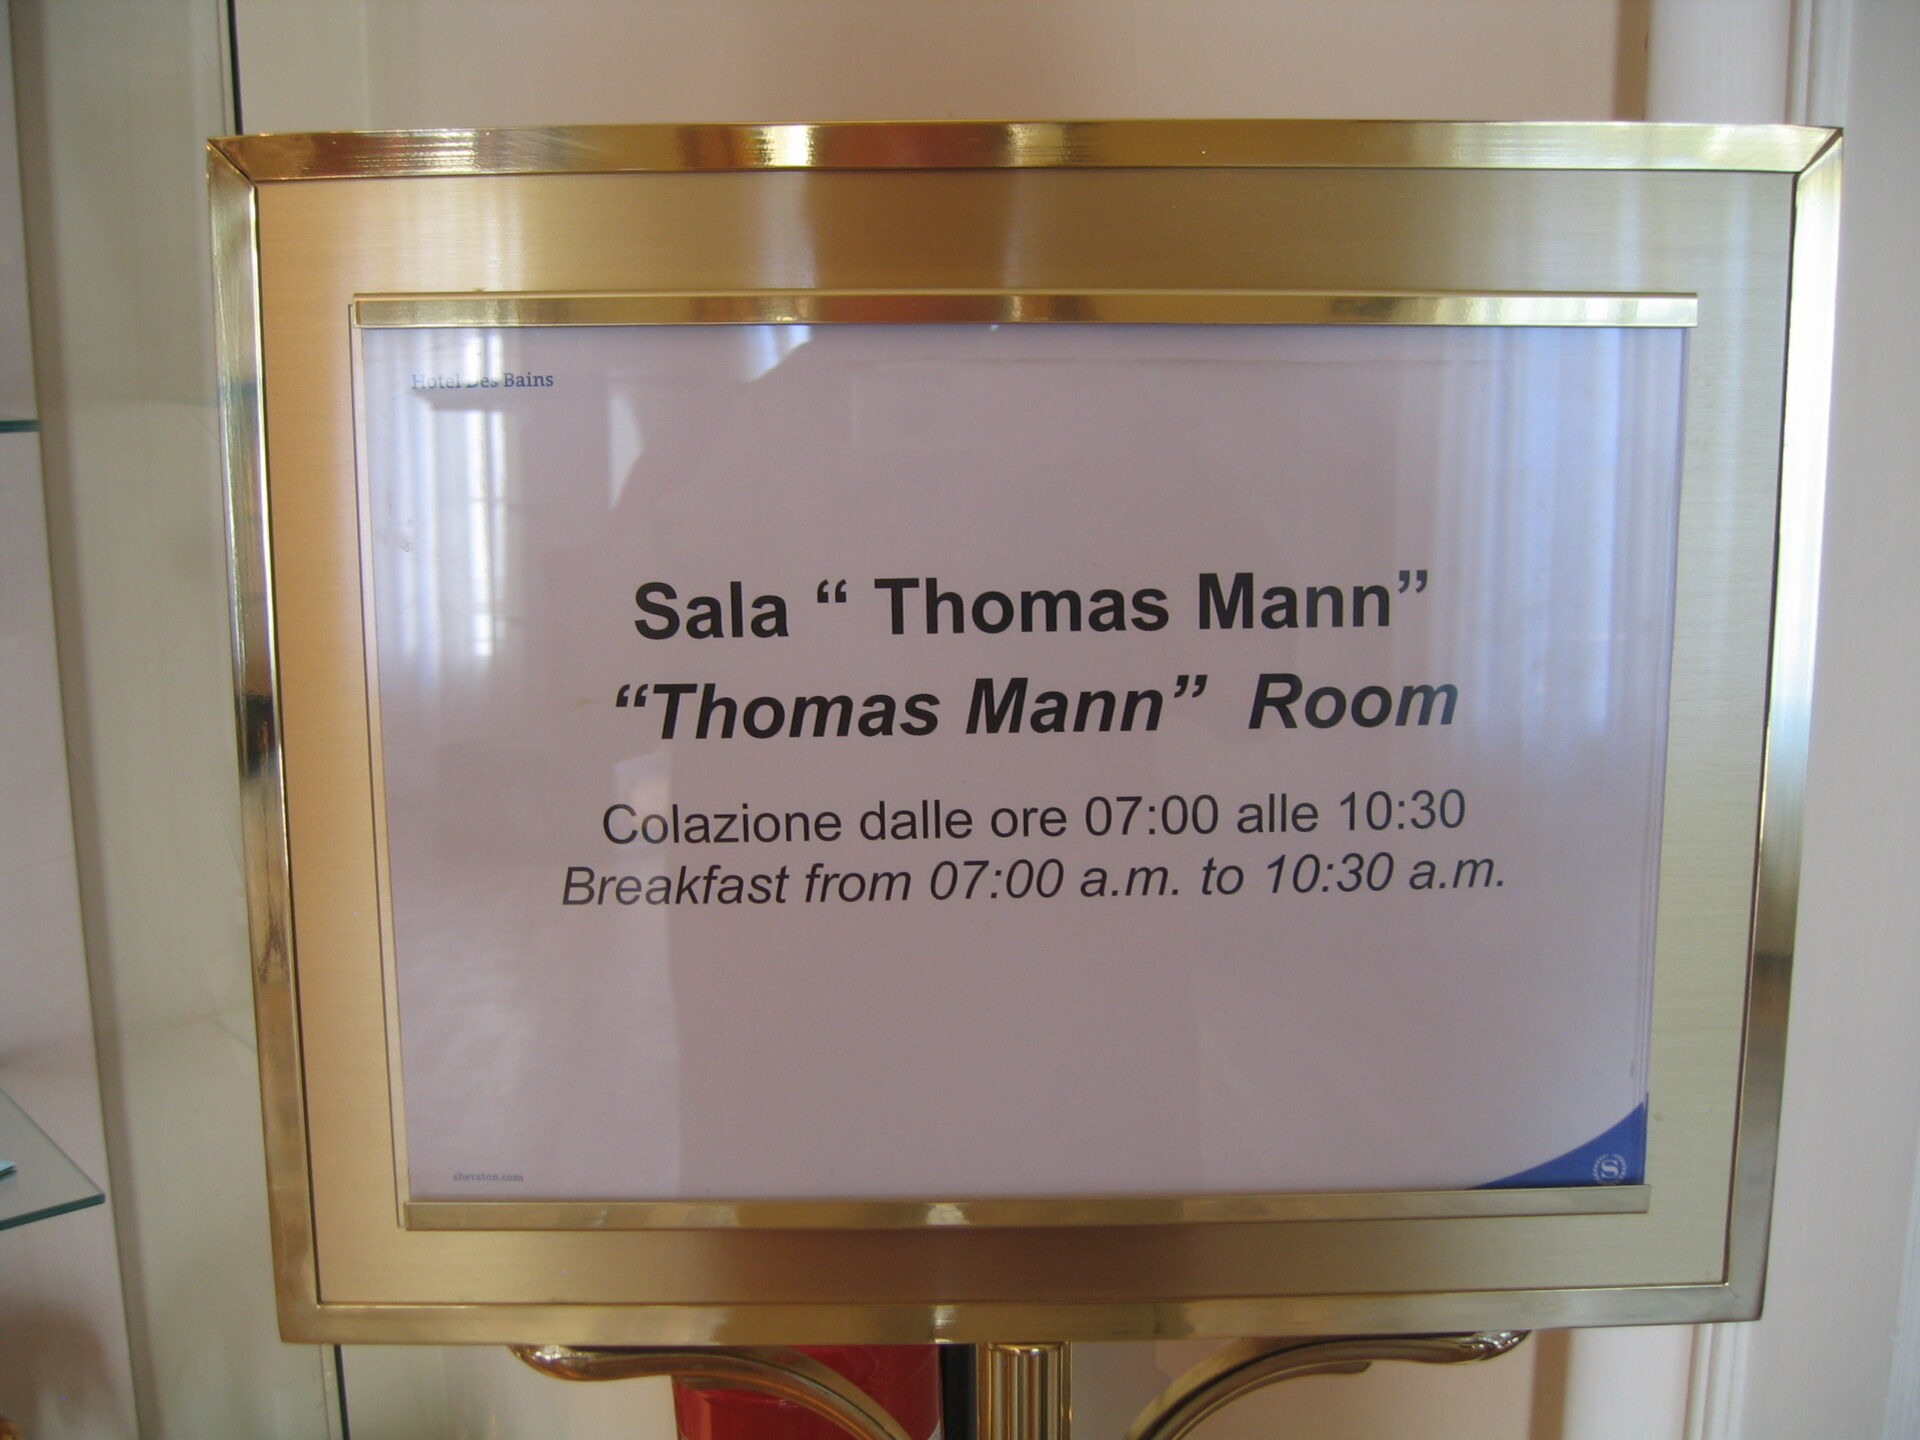 Hotel Des Bains
Sala “ Thomas Mann”
“Thomas Mann” Room
Colazione dalle ore 07:00 alle 10:30
Breakfast from 07:00 a.m. to 10:30 a.m.
sheraton.com
S